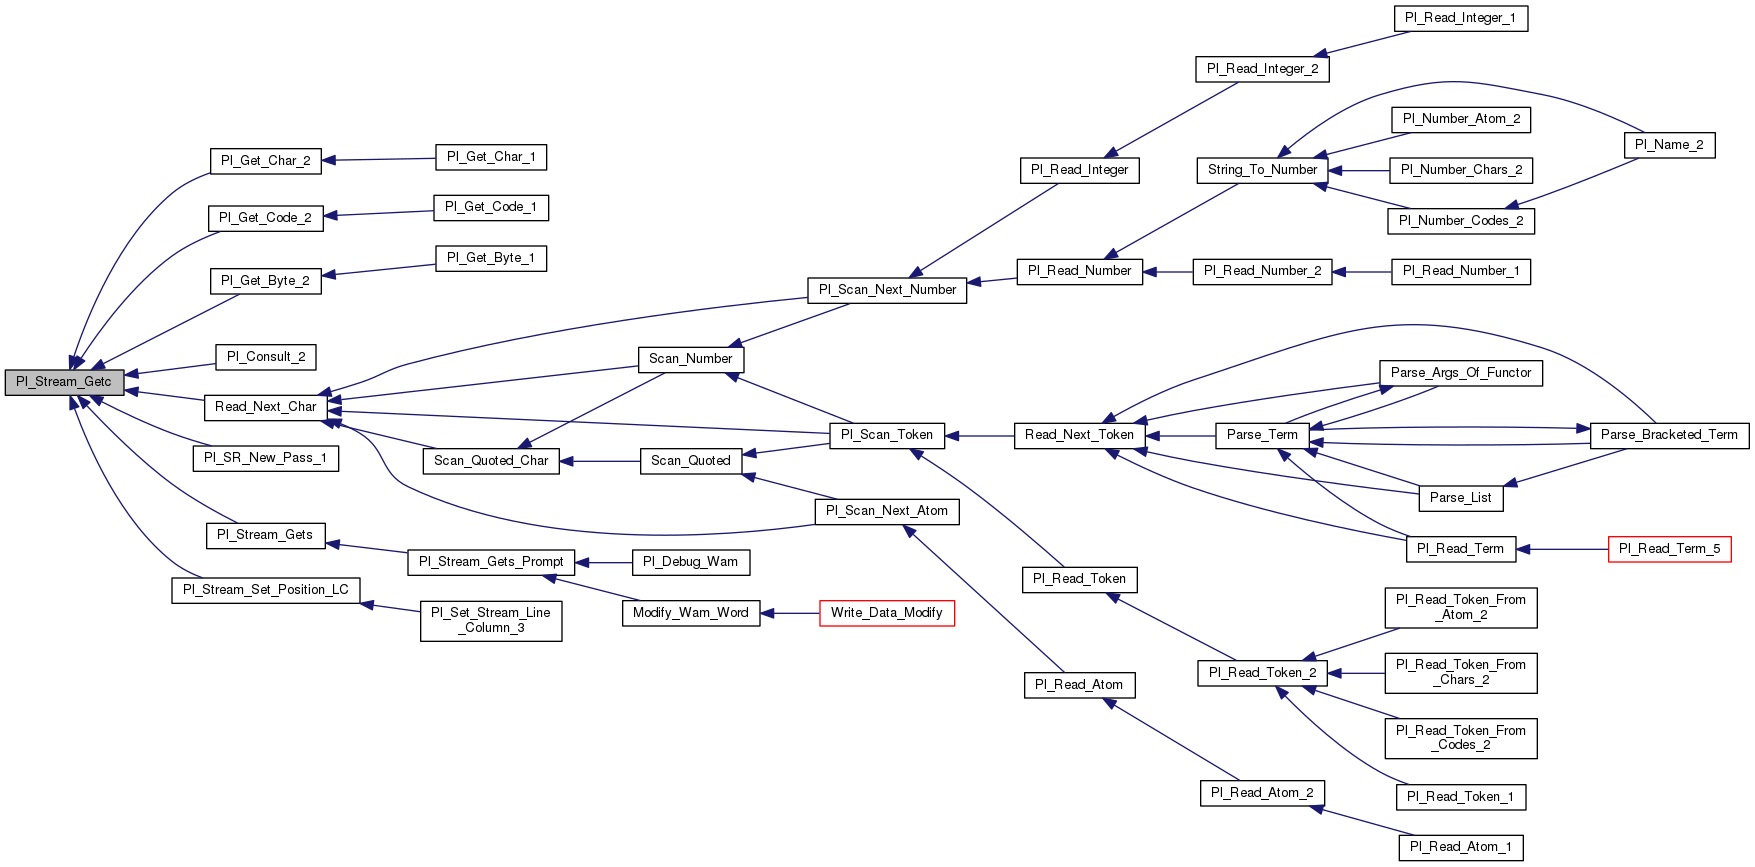 Pl_Stream_Getc
Pl_Get_Char_2
Pl_Get_Char_1
Pl_Get_Code_2
Pl_Get_Code_1
Pl_Get_Byte_2
Pl_Get_Byte_1
Pl_Consult_2
Read_Next_Char
Pl_SR_New_Pass_1
Pl_Stream_Gets
Pl_Stream_Set_Position_LC
Pl_Stream_Gets_Prompt
Pl_Set_Stream_Line
_Column_3
Pl_Debug_Wam
Modify_Wam_Word
Write_Data_Modify
Scan_Number
Scan_Quoted_Char
Scan_Quoted
Pl_Scan_Next_Number
Pl_Scan_Token
Pl_Scan_Next_Atom
Pl_Read_Integer
Pl_Read_Integer_2
Pl_Read_Integer_1
Pl_Read_Number
String_To_Number
Pl_Number_Atom_2
Pl_Number_Chars_2
Pl_Number_Codes_2
Pl_Name_2
Pl_Read_Number_2
Pl_Read_Number_1
Read_Next_Token
Parse_Term
Parse_Args_Of_Functor
Parse_Bracketed_Term
Parse_List
Pl_Read_Term
Pl_Read_Term_5
Pl_Read_Token
Pl_Read_Token_2
Pl_Read_Token_From
_Atom_2
Pl_Read_Token_From
_Chars_2
Pl_Read_Token_From
_Codes_2
Pl_Read_Token_1
Pl_Read_Atom
Pl_Read_Atom_2
Pl_Read_Atom_1